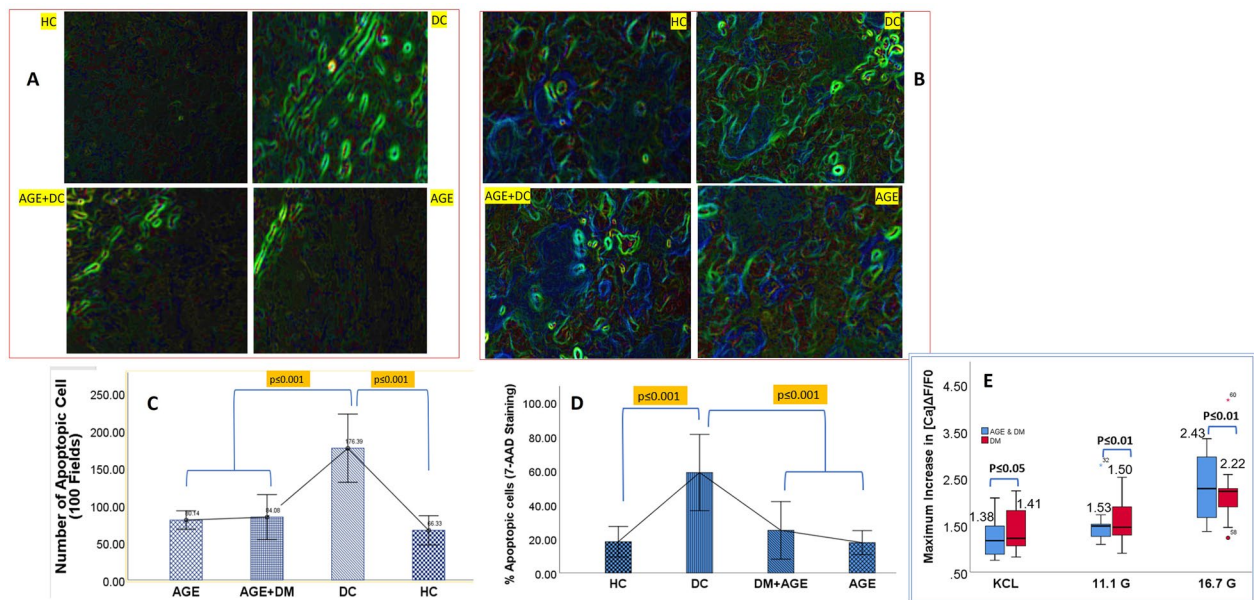 HC
DC
A
AGE+DC
AGE
HC
DC
B
AGE+DC
AGE
Number of Apoptopic Cell
(100 Fields)
250.00
200.00
150.00
100.00
50.00
0.00
C
p≤0.001
p≤0.001
80.14
84.08
176.39
66.33
AGE
AGE+DM
DC
HC
% Apoptopic cells (7-AAD Staining)
100.00
80.00
60.00
40.00
20.00
0.00
D
p≤0.001
p≤0.001
HC
DC
DM+AGE
AGE
E
Maximum Increase in [Ca]ΔF/F0
4.50
3.50
2.50
1.50
.50
AGE & DM
DM
P≤0.05
1.38
1.41
P≤0.01
32
1.53
1.50
60
P≤0.01
2.43
2.22
58
KCL
11.1 G
16.7 G